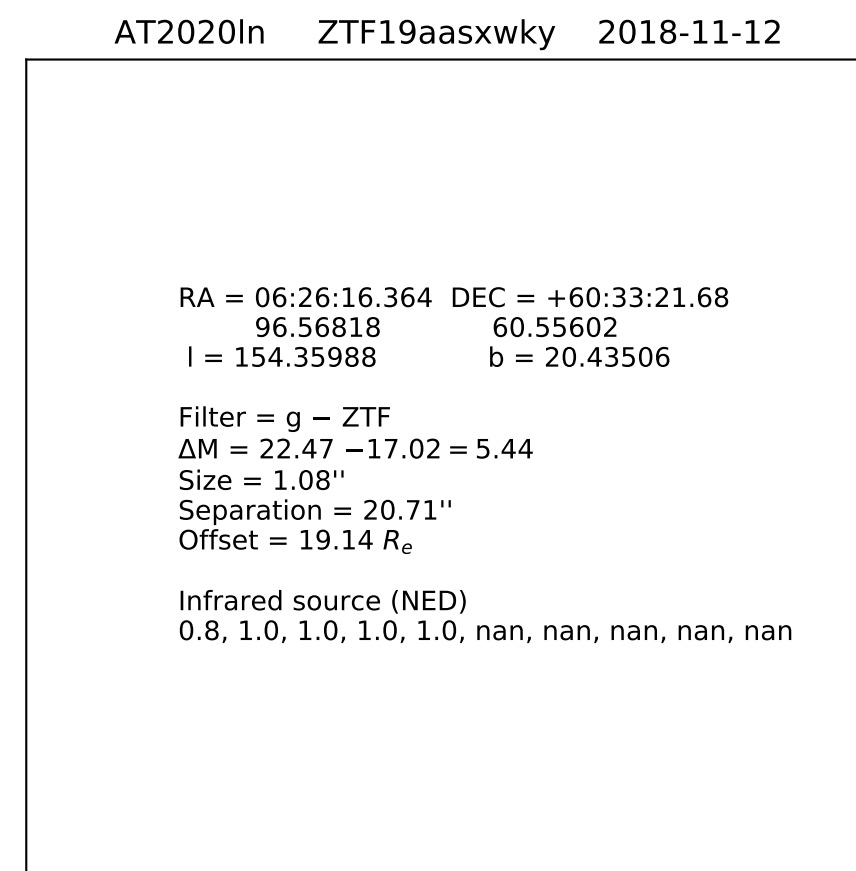 AT2020ln ZTF19aasxwky 2018-11-12
RA = 06:26:16.364 DEC = +60:33:21.68
96.56818 60.55602
l = 154.35988 b = 20.43506
Filter = g − ZTF
ΔM = 22.47 −17.02 = 5.44
Size = 1.08''
Separation = 20.71''
Offset = 19.14 Re
Infrared source (NED)
0.8, 1.0, 1.0, 1.0, 1.0, nan, nan, nan, nan, nan